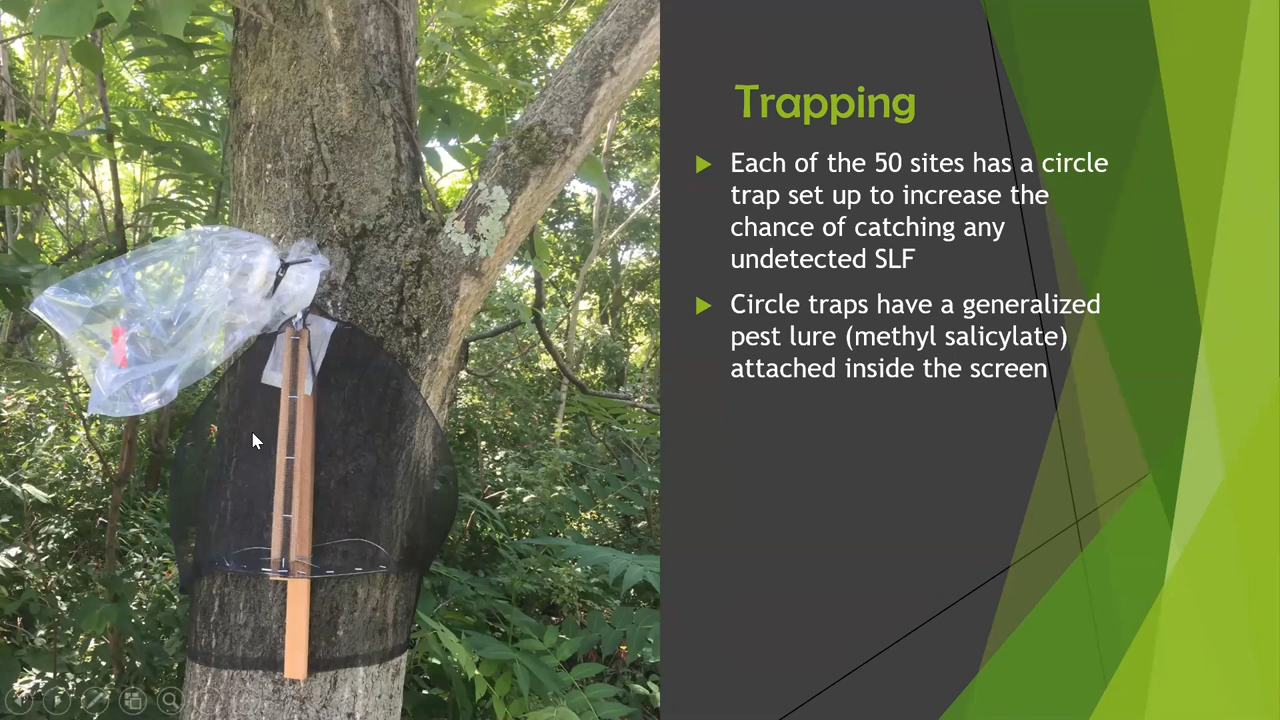 Trapping
Each of the 50 sites has a circle
trap set up to increase the
chance of catching any
undetected SLF
Circle traps have a generalized
pest lure (methyl salicylate)
attached inside the screen